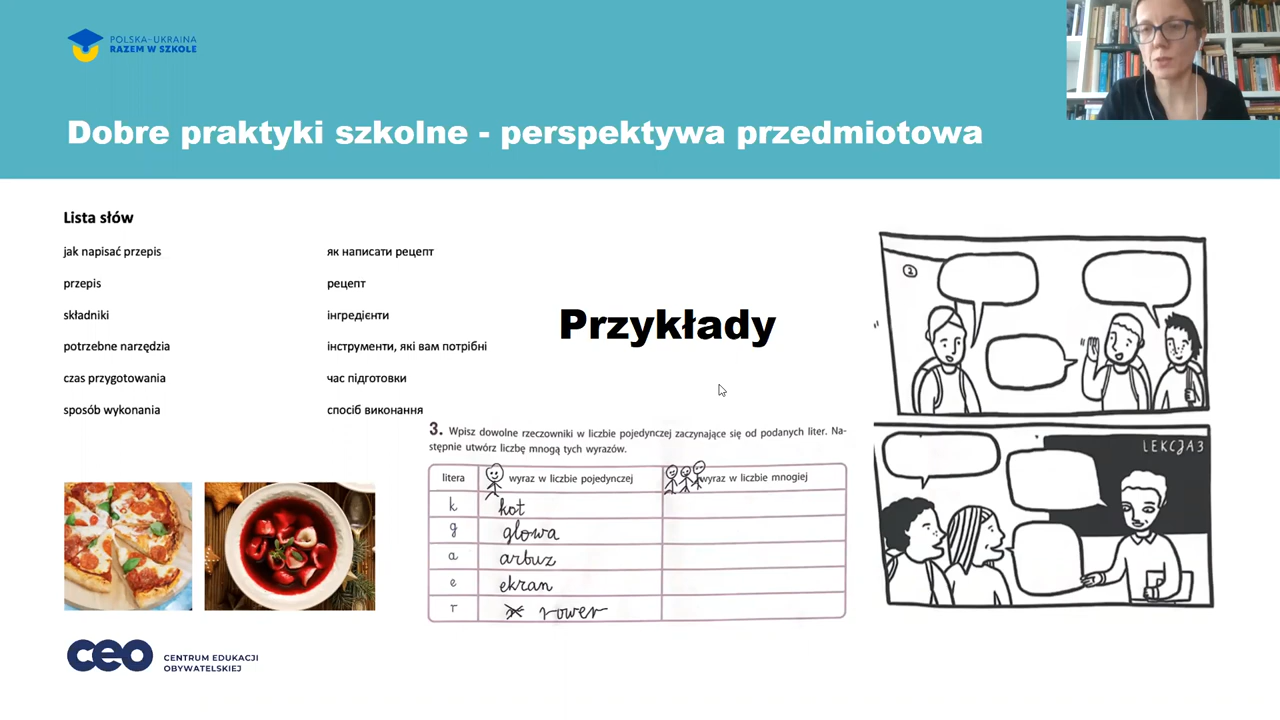 POLSKA-UKRAINA
RAZEM W SZKOLE
Dobre praktyki szkolne - perspektywa przedmiotowa
Lista słów
jak napisać przepis як написати рецепт
przepis рецепт
składniki інгредієнти
potrzebne narzędzia інструменти, які вам потрібні
czas przygotowania час підготовки
sposób wykonania спосіб виконання
Przykłady
3. Wpisz dowolne rzeczowniki w liczbie pojedynczej zaczynające się od podanych liter. Na-
stępnie utwórz liczbę mnogą tych wyrazów.
litera wyraz w liczbie pojedynczej wyraz w liczbie mnogiej
k kot
g głowa
a arbuz
e ekran
r rower
2
LEKCJA 3
ceo CENTRUM EDUKACJI
OBYWATELSKIEJ